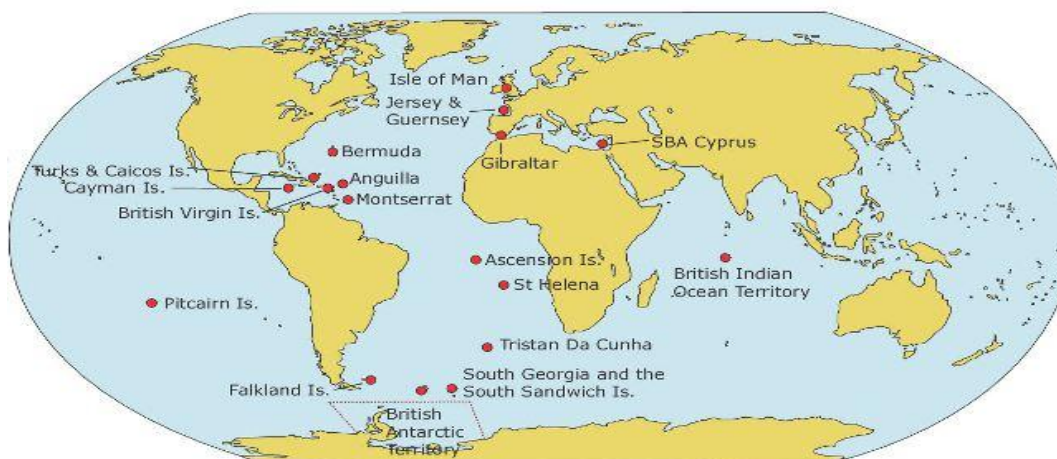 Isle of Man
Jersey &
Guernsey
SBA Cyprus
Gibraltar
Bermuda
Turks & Caicos Is.
Anguilla
Cayman Is.
Montserrat
British Virgin Is.
Ascension Is.
British Indian
Ocean Territory
St Helena
Pitcairn Is.
Tristan Da Cunha
South Georgia and the
South Sandwich Is.
Falkland Is.
British
Antarctic
Territory